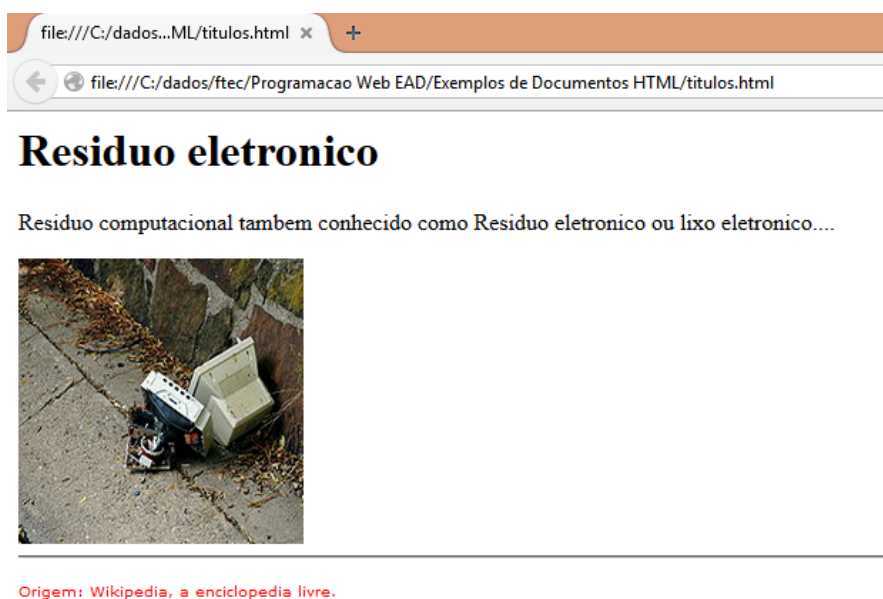 file:///C:/dados...ML/titulos.html
file:///C:/dados/ftec/Programacao Web EAD/Exemplos de Documentos HTML/titulos.html
Residuo eletronico
Residuo computacional tambem conhecido como Residuo eletronico ou lixo eletronico....
Origem: Wikipedia, a enciclopedia livre.